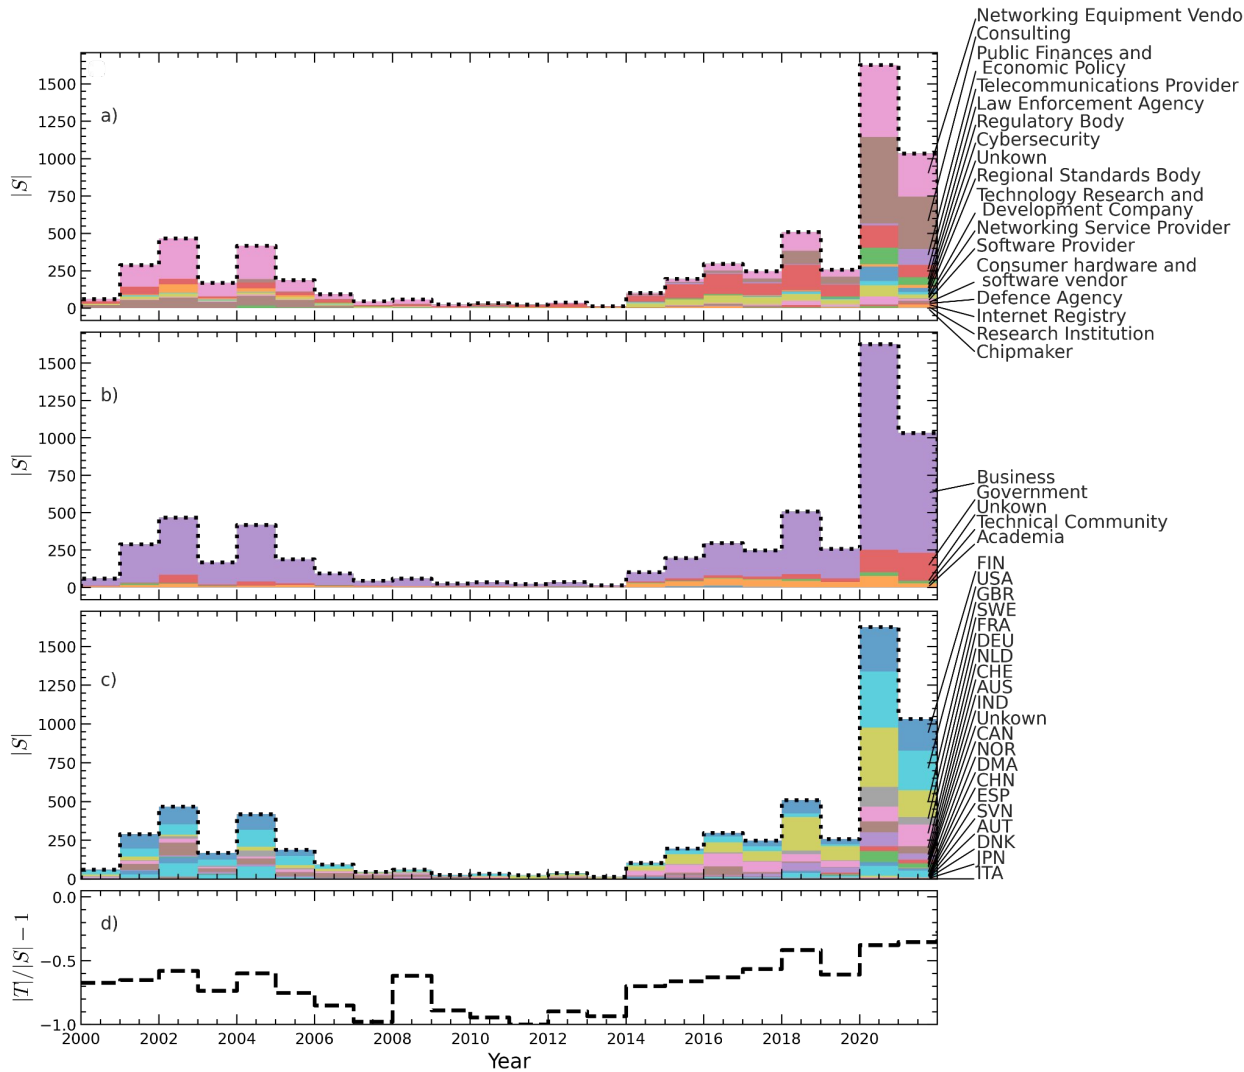 Networking Equipment Vendo
Consulting
Public Finances and
Economic Policy
Telecommunications Provider
Law Enforcement Agency
Regulatory Body
Cybersecurity
Unkown
Regional Standards Body
Technology Research and
Development Company
Networking Service Provider
Software Provider
Consumer hardware and
software vendor
Defence Agency
Internet Registry
Research Institution
Chipmaker
a)
|S|
1500
1250
1000
750
500
250
0
b)
|S|
1500
1250
1000
750
500
250
0
Business
Government
Unkown
Technical Community
Academia
c)
|S|
1500
1250
1000
750
500
250
0
FIN
USA
GBR
SWE
FRA
DEU
NLD
CHE
AUS
IND
Unkown
CAN
NOR
DMA
CHN
ESP
SVN
AUT
DNK
JPN
ITA
d)
|T|/|S| − 1
0.0
−0.5
−1.0
2000 2002 2004 2006 2008 2010 2012 2014 2016 2018 2020
Year